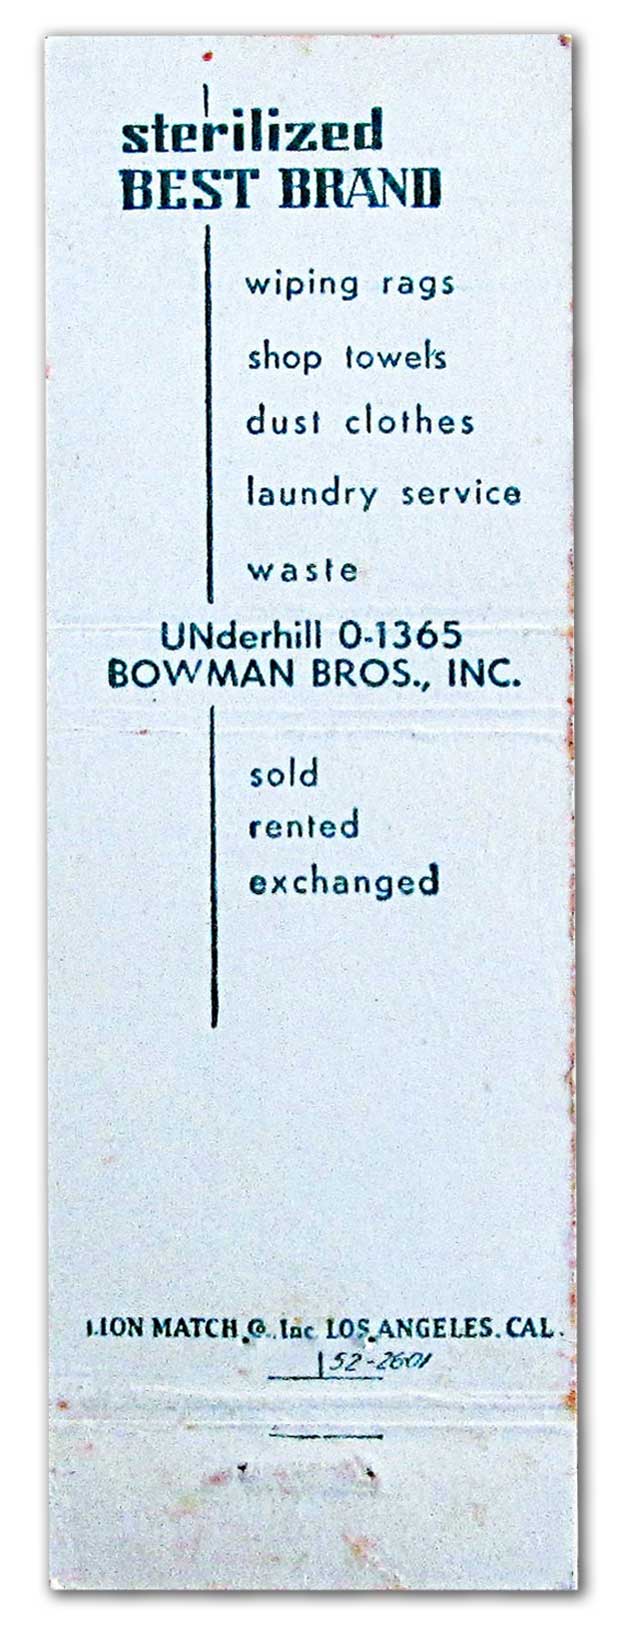 sterilized
BEST BRAND
wiping rags
shop towels
dust clothes
laundry service
waste
UNderhill 0-1365
BOWMAN BROS., INC.
sold
rented
exchanged
LION MATCH Co. Inc LOS ANGELES. CAL.
52-2601